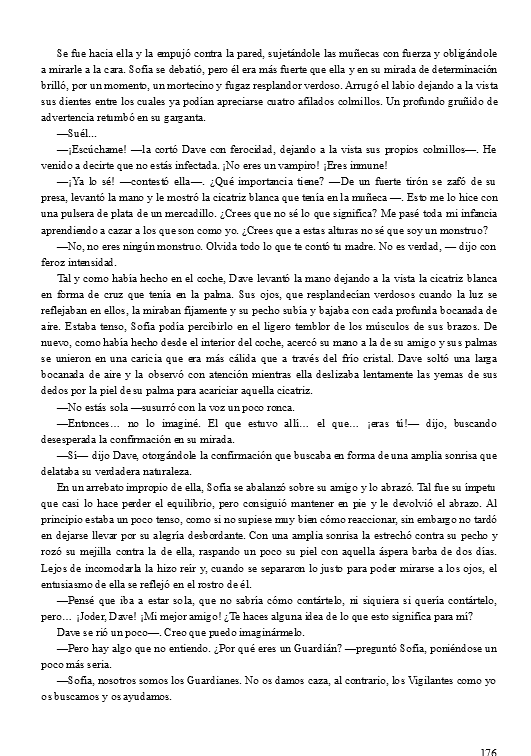 Se fue hacia ella y la empujó contra la pared, sujetándole las muñecas con fuerza y obligándole
a mirarle a la cara. Sofía se debatió, pero él era más fuerte que ella y en su mirada de determinación
brilló, por un momento, un mortecino y fugaz resplandor verdoso. Arrugó el labio dejando a la vista
sus dientes entre los cuales ya podían apreciarse cuatro afilados colmillos. Un profundo gruñido de
advertencia retumbó en su garganta.
—Suél...
—¡Escúchame! —la cortó Dave con ferocidad, dejando a la vista sus propios colmillos—. He
venido a decirte que no estás infectada. ¡No eres un vampiro! ¡Eres inmune!
—¡Ya lo sé! —contestó ella—. ¿Qué importancia tiene? —De un fuerte tirón se zafó de su
presa, levantó la mano y le mostró la cicatriz blanca que tenía en la muñeca —. Esto me lo hice con
una pulsera de plata de un mercadillo. ¿Crees que no sé lo que significa? Me pasé toda mi infancia
aprendiendo a cazar a los que son como yo. ¿Crees que a estas alturas no sé que soy un monstruo?
—No, no eres ningún monstruo. Olvida todo lo que te contó tu madre. No es verdad, — dijo con
feroz intensidad.
Tal y como había hecho en el coche, Dave levantó la mano dejando a la vista la cicatriz blanca
en forma de cruz que tenía en la palma. Sus ojos, que resplandecían verdosos cuando la luz se
reflejaban en ellos, la miraban fijamente y su pecho subía y bajaba con cada profunda bocanada de
aire. Estaba tenso, Sofía podía percibirlo en el ligero temblor de los músculos de sus brazos. De
nuevo, como había hecho desde el interior del coche, acercó su mano a la de su amigo y sus palmas
se unieron en una caricia que era más cálida que a través del frío cristal. Dave soltó una larga
bocanada de aire y la observó con atención mientras ella deslizaba lentamente las yemas de sus
dedos por la piel de su palma para acariciar aquella cicatriz.
—No estás sola —susurró con la voz un poco ronca.
—Entonces... no lo imaginé. El que estuvo allí... el que... ¡eras tú!— dijo, buscando
desesperada la confirmación en su mirada.
—Sí— dijo Dave, otorgándole la confirmación que buscaba en forma de una amplia sonrisa que
delataba su verdadera naturaleza.
En un arrebato impropio de ella, Sofía se abalanzó sobre su amigo y lo abrazó. Tal fue su ímpetu
que casi lo hace perder el equilibrio, pero consiguió mantener en pie y le devolvió el abrazo. Al
principio estaba un poco tenso, como si no supiese muy bien cómo reaccionar, sin embargo no tardó
en dejarse llevar por su alegría desbordante. Con una amplia sonrisa la estrechó contra su pecho y
rozó su mejilla contra la de ella, raspando un poco su piel con aquella áspera barba de dos días.
Lejos de incomodarla la hizo reír y, cuando se separaron lo justo para poder mirarse a los ojos, el
entusiasmo de ella se reflejó en el rostro de él.
—Pensé que iba a estar sola, que no sabría cómo contártelo, ni siquiera si quería contártelo,
pero... ¡Joder, Dave! ¡Mi mejor amigo! ¿Te haces alguna idea de lo que esto significa para mí?
Dave se rió un poco—. Creo que puedo imaginármelo.
—Pero hay algo que no entiendo. ¿Por qué eres un Guardián? —preguntó Sofía, poniéndose un
poco más seria.
—Sofía, nosotros somos los Guardianes. No os damos caza, al contrario, los Vigilantes como yo
os buscamos y os ayudamos.
176